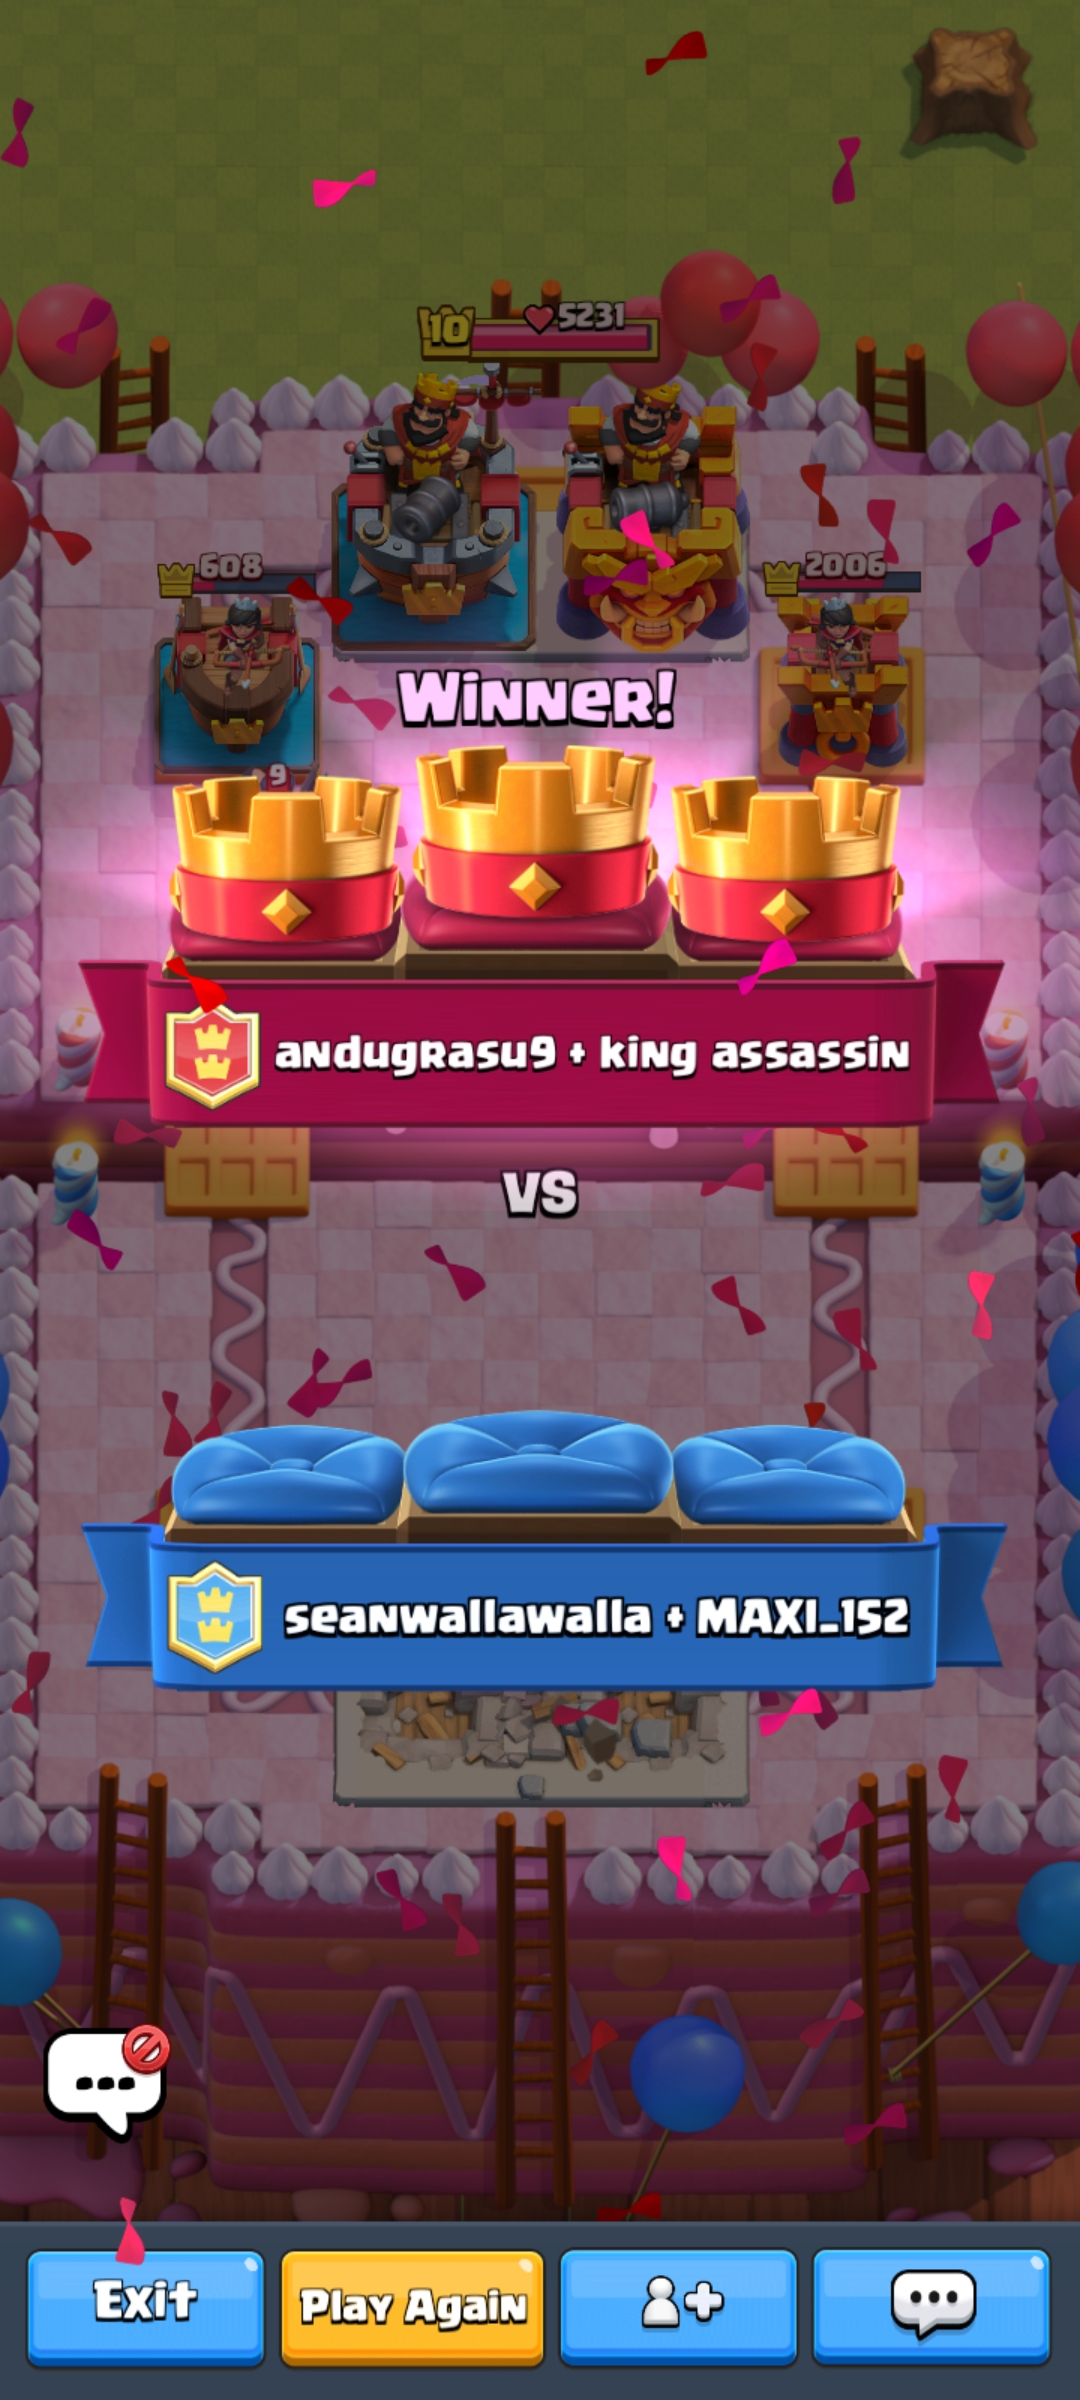 10 5231
608
2006
Winner!
9
andugrasu9 + king assassin
VS
seanwallawalla + MAXI_152
Exit
Play Again